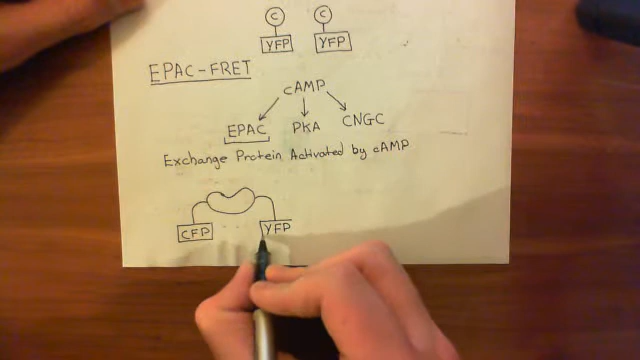 C C
YFP YFP
EPAC-FRET
cAMP
EPAC PKA CNGC
Exchange Protein Activated by cAMP
CFP YFP